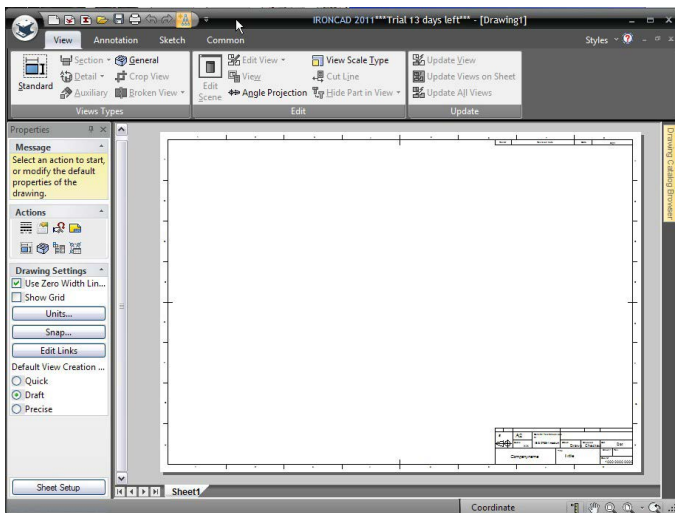 IRONCAD 2011***Trial 13 days left*** - [Drawing1]
View Annotation Sketch Common Styles
Standard
Section
Detail
Auxiliary
General
Crop View
Broken View
Views Types
Edit Scene
Edit View
View
Angle Projection
View Scale Type
Cut Line
Hide Part in View
Edit
Update View
Update Views on Sheet
Update All Views
Update
Properties
Message
Select an action to start,
or modify the default
properties of the
drawing.
Actions
Drawing Settings
Use Zero Width Lin...
Show Grid
Units...
Snap...
Edit Links
Default View Creation ...
Quick
Draft
Precise
Sheet Setup
Drawing Catalog Browser
A2
Companyname
Title
Sheet1
Coordinate